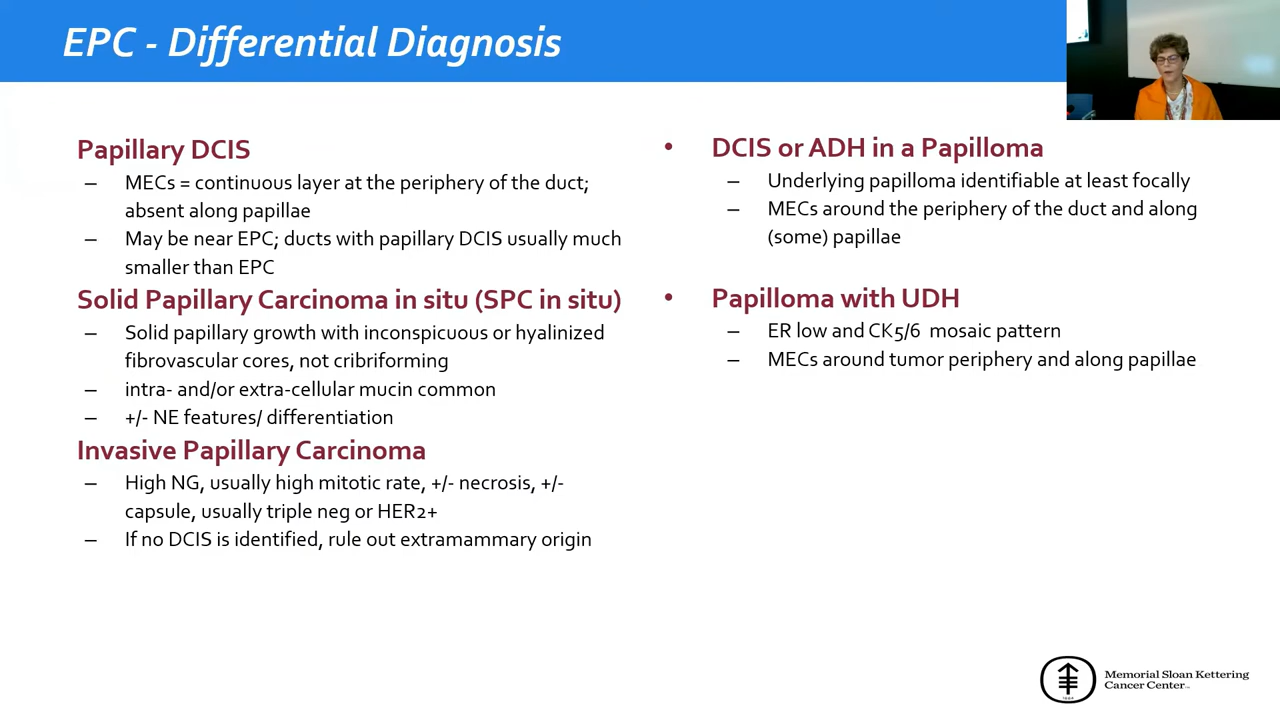 EPC - Differential Diagnosis
Papillary DCIS
– MECs = continuous layer at the periphery of the duct;
absent along papillae
– May be near EPC; ducts with papillary DCIS usually much
smaller than EPC
Solid Papillary Carcinoma in situ (SPC in situ)
– Solid papillary growth with inconspicuous or hyalinized
fibrovascular cores, not cribriforming
– intra- and/or extra-cellular mucin common
– +/- NE features/ differentiation
Invasive Papillary Carcinoma
– High NG, usually high mitotic rate, +/- necrosis, +/-
capsule, usually triple neg or HER2+
– If no DCIS is identified, rule out extramammary origin
• DCIS or ADH in a Papilloma
– Underlying papilloma identifiable at least focally
– MECs around the periphery of the duct and along
(some) papillae
• Papilloma with UDH
– ER low and CK5/6 mosaic pattern
– MECs around tumor periphery and along papillae
Memorial Sloan Kettering
Cancer Center